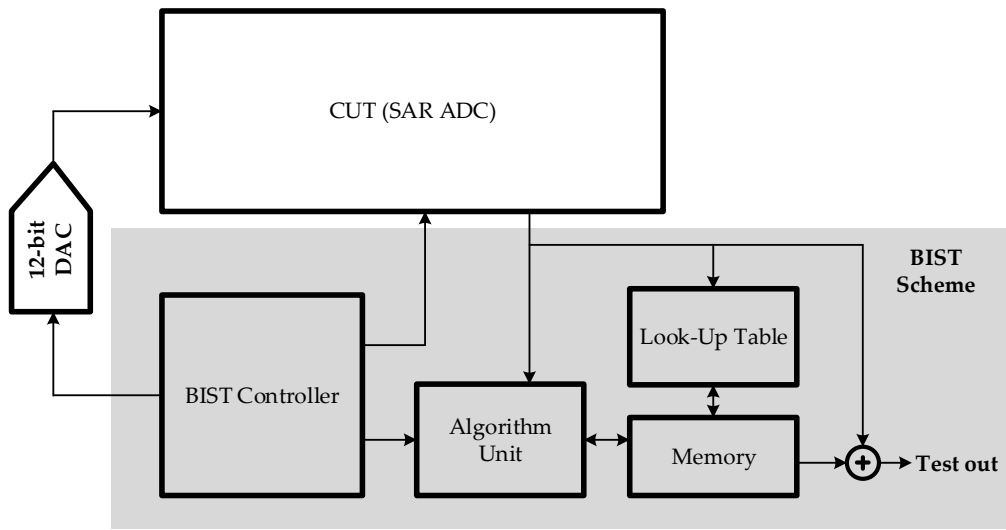 CUT (SAR ADC)
12-bit
DAC
BIST
Scheme
Look-Up Table
BIST Controller
Algorithm
Unit
Memory
+
Test out